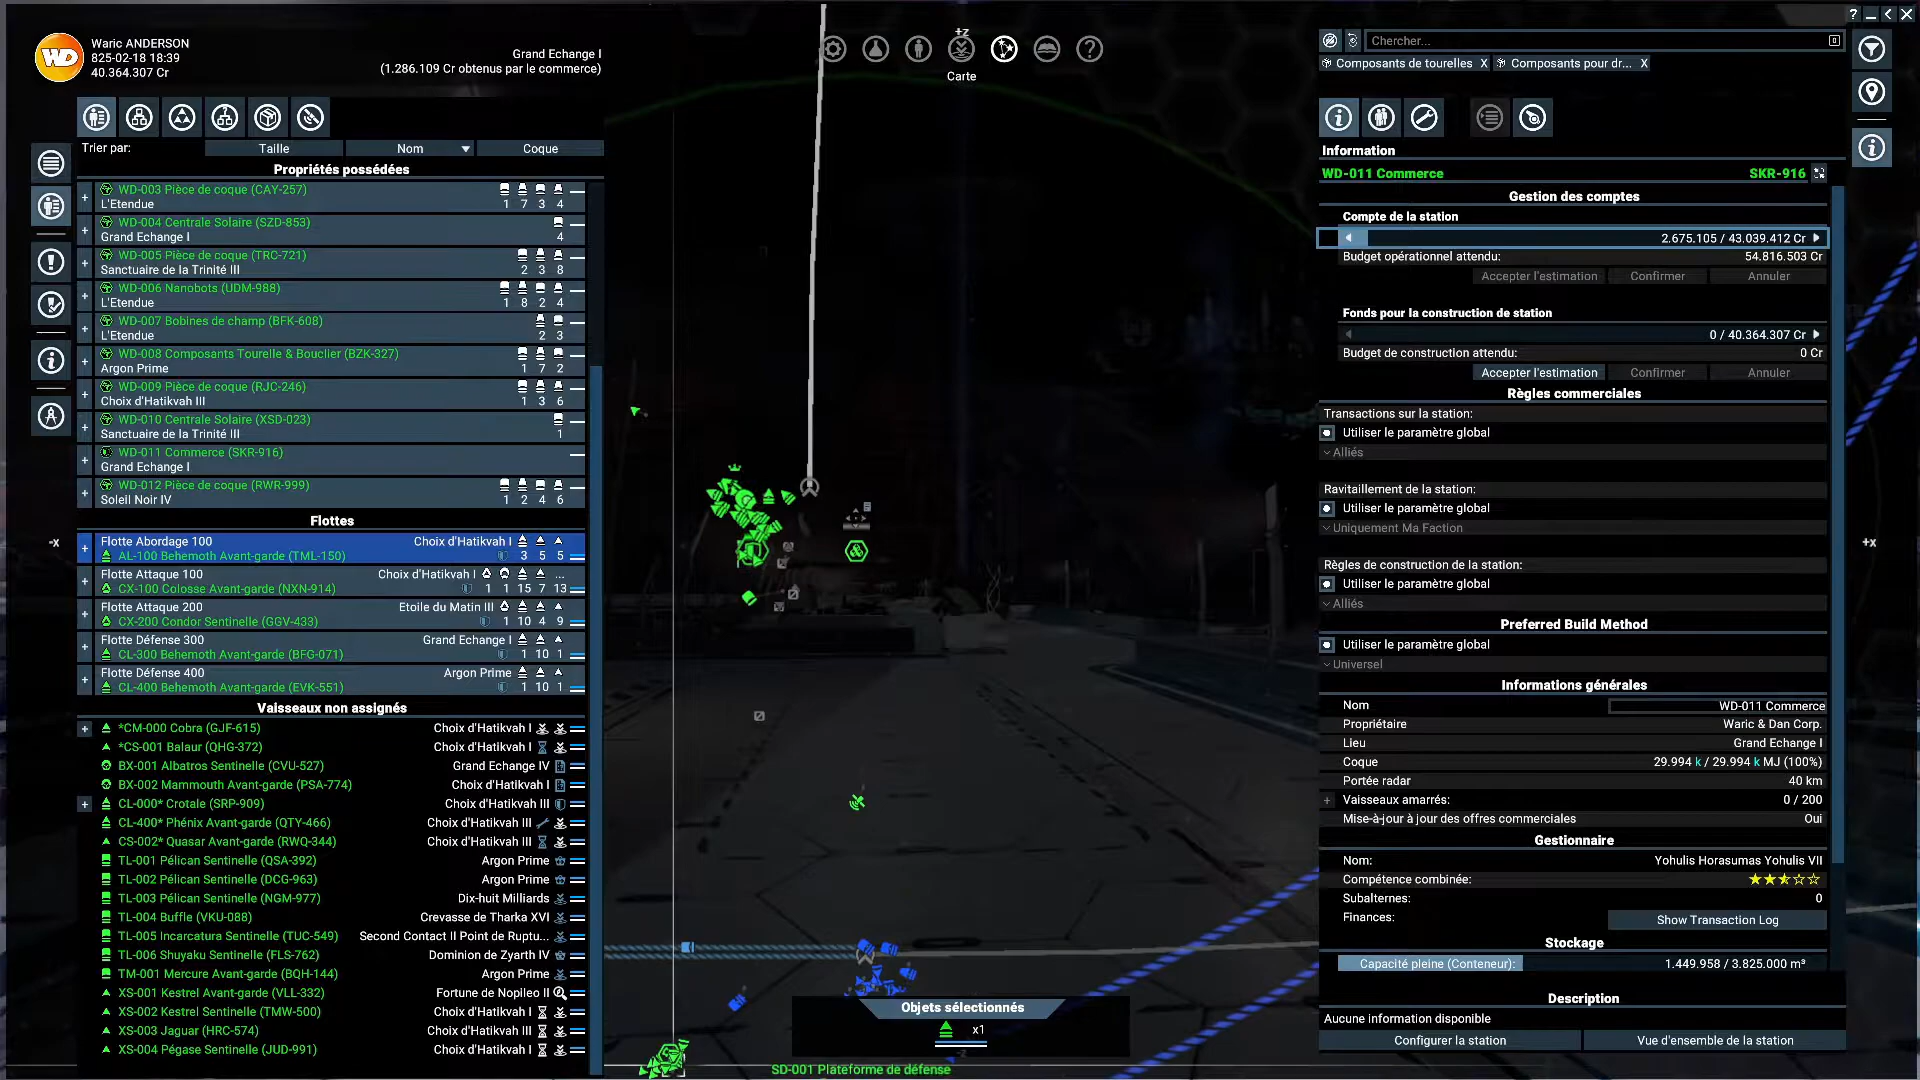 Waric ANDERSON
825-02-18 18:39
40.364.307 Cr
Grand Echange I
(1.286.109 Cr obtenus par le commerce)
Trier par:
Taille
Nom
Coque
Propriétés possédées
WD-003 Pièce de coque (CAY-257)
L'Etendue
1 7 3 4
WD-004 Centrale Solaire (SZD-853)
Grand Echange I
4
WD-005 Pièce de coque (TRC-721)
Sanctuaire de la Trinité III
2 3 8
WD-006 Nanobots (UDM-988)
L'Etendue
1 8 2 4
WD-007 Bobines de champ (BFK-608)
L'Etendue
2 3
WD-008 Composants Tourelle & Bouclier (BZK-327)
Argon Prime
1 7 2
WD-009 Pièce de coque (RJC-246)
Choix d'Hatikvah III
1 3 6
WD-010 Centrale Solaire (XSD-023)
Sanctuaire de la Trinité III
1
WD-011 Commerce (SKR-916)
Grand Echange I
WD-012 Pièce de coque (RWR-999)
Soleil Noir IV
1 2 4 6
Flottes
Flotte Abordage 100 Choix d'Hatikvah I
AL-100 Behemoth Avant-garde (TML-150) 3 5 5
Flotte Attaque 100 Choix d'Hatikvah I ...
CX-100 Colosse Avant-garde (NXN-914) 1 1 15 7 13
Flotte Attaque 200 Etoile du Matin III
CX-200 Condor Sentinelle (GGV-433) 1 10 4 9
Flotte Défense 300 Grand Echange I
CL-300 Behemoth Avant-garde (BFG-071) 1 10 1
Flotte Défense 400 Argon Prime
CL-400 Behemoth Avant-garde (EVK-551) 1 10 1
Vaisseaux non assignés
*CM-000 Cobra (GJF-615) Choix d'Hatikvah I
*CS-001 Balaur (QHG-372) Choix d'Hatikvah I
BX-001 Albatros Sentinelle (CVU-527) Grand Echange IV
BX-002 Mammouth Avant-garde (PSA-774) Choix d'Hatikvah I
CL-000* Crotale (SRP-909) Choix d'Hatikvah III
CL-400* Phénix Avant-garde (QTY-466) Choix d'Hatikvah III
CS-002* Quasar Avant-garde (RWQ-344) Choix d'Hatikvah III
TL-001 Pélican Sentinelle (QSA-392) Argon Prime
TL-002 Pélican Sentinelle (DCG-963) Argon Prime
TL-003 Pélican Sentinelle (NGM-977) Dix-huit Milliards
TL-004 Buffle (VKU-088) Crevasse de Tharka XVI
TL-005 Incarcatura Sentinelle (TUC-549) Second Contact II Point de Ruptu...
TL-006 Shuyaku Sentinelle (FLS-762) Dominion de Zyarth IV
TM-001 Mercure Avant-garde (BQH-144) Argon Prime
XS-001 Kestrel Avant-garde (VLL-332) Fortune de Nopileo II
XS-002 Kestrel Sentinelle (TMW-500) Choix d'Hatikvah I
XS-003 Jaguar (HRC-574) Choix d'Hatikvah III
XS-004 Pégase Sentinelle (JUD-991) Choix d'Hatikvah I
+z
Carte
-x
+x
-z
Objets sélectionnés
x1
SD-001 Plateforme de défense
Chercher...
Composants de tourelles X
Composants pour dr... X
Information
WD-011 Commerce SKR-916
Gestion des comptes
Compte de la station
2.675.105 / 43.039.412 Cr
Budget opérationnel attendu: 54.816.503 Cr
Accepter l'estimation Confirmer Annuler
Fonds pour la construction de station
0 / 40.364.307 Cr
Budget de construction attendu: 0 Cr
Accepter l'estimation Confirmer Annuler
Règles commerciales
Transactions sur la station:
Utiliser le paramètre global
Alliés
Ravitaillement de la station:
Utiliser le paramètre global
Uniquement Ma Faction
Règles de construction de la station:
Utiliser le paramètre global
Alliés
Preferred Build Method
Utiliser le paramètre global
Universel
Informations générales
Nom WD-011 Commerce
Propriétaire Waric & Dan Corp.
Lieu Grand Echange I
Coque 29.994 k / 29.994 k MJ (100%)
Portée radar 40 km
Vaisseaux amarrés: 0 / 200
Mise-à-jour à jour des offres commerciales Oui
Gestionnaire
Nom: Yohulis Horasumas Yohulis VII
Compétence combinée:
Subalternes: 0
Finances: Show Transaction Log
Stockage
Capacité pleine (Conteneur): 1.449.958 / 3.825.000 m³
Description
Aucune information disponible
Configurer la station
Vue d'ensemble de la station